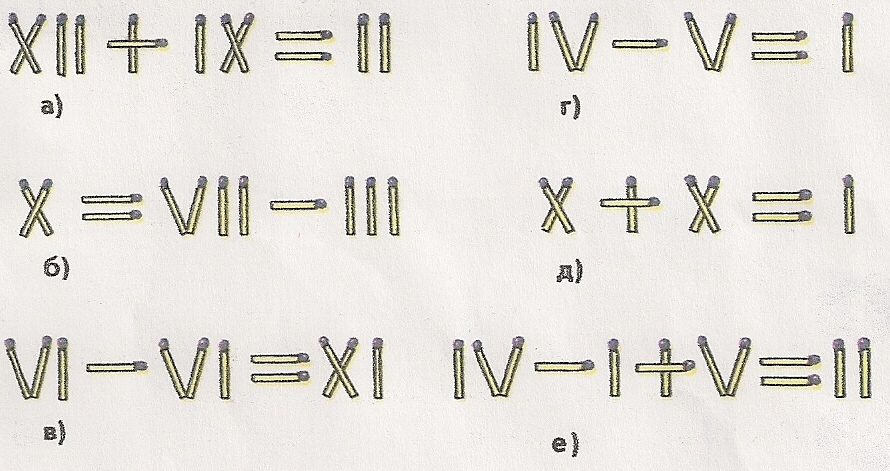 XII + IX = II
а)
IV − V = I
г)
X = VII − III
б)
X + X = I
д)
VI − VI = XI
в)
IV − I + V = II
е)